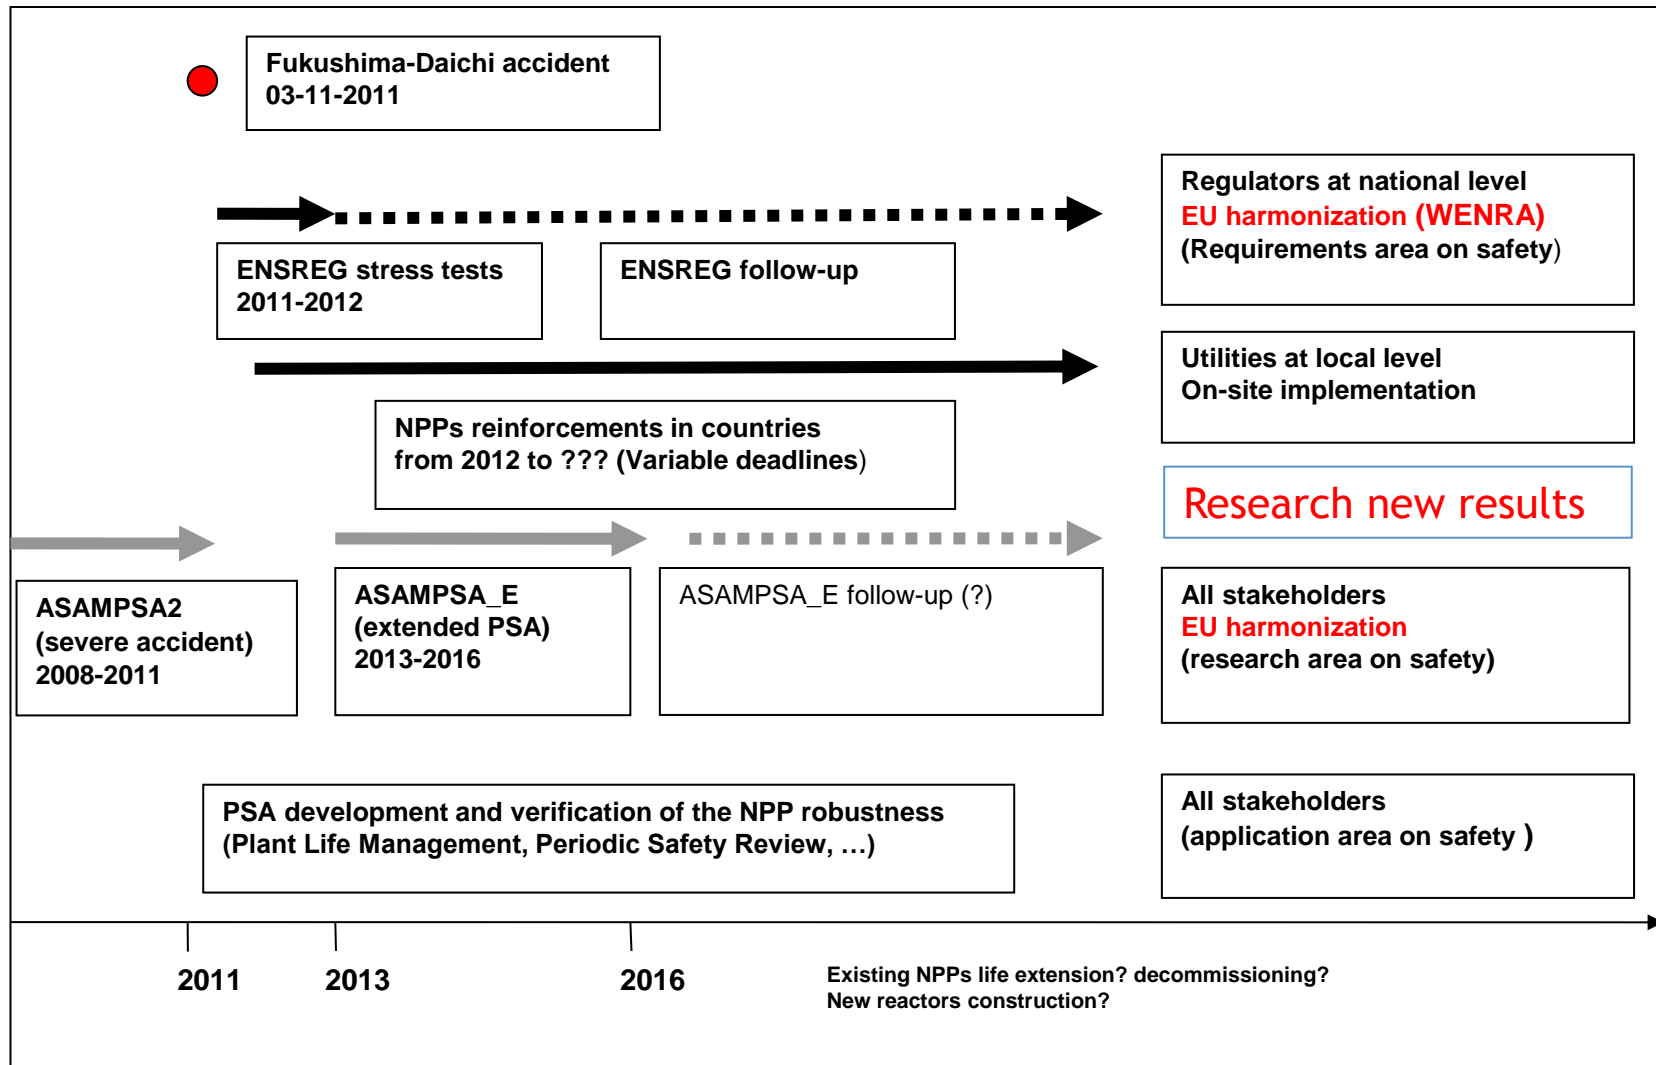 Fukushima-Daichi accident
03-11-2011
Regulators at national level
EU harmonization (WENRA)
(Requirements area on safety)
ENSREG stress tests
2011-2012
ENSREG follow-up
Utilities at local level
On-site implementation
NPPs reinforcements in countries
from 2012 to ??? (Variable deadlines)
Research new results
ASAMPSA2
(severe accident)
2008-2011
ASAMPSA_E
(extended PSA)
2013-2016
ASAMPSA_E follow-up (?)
All stakeholders
EU harmonization
(research area on safety)
PSA development and verification of the NPP robustness
(Plant Life Management, Periodic Safety Review, …)
All stakeholders
(application area on safety )
2011
2013
2016
Existing NPPs life extension? decommissioning?
New reactors construction?